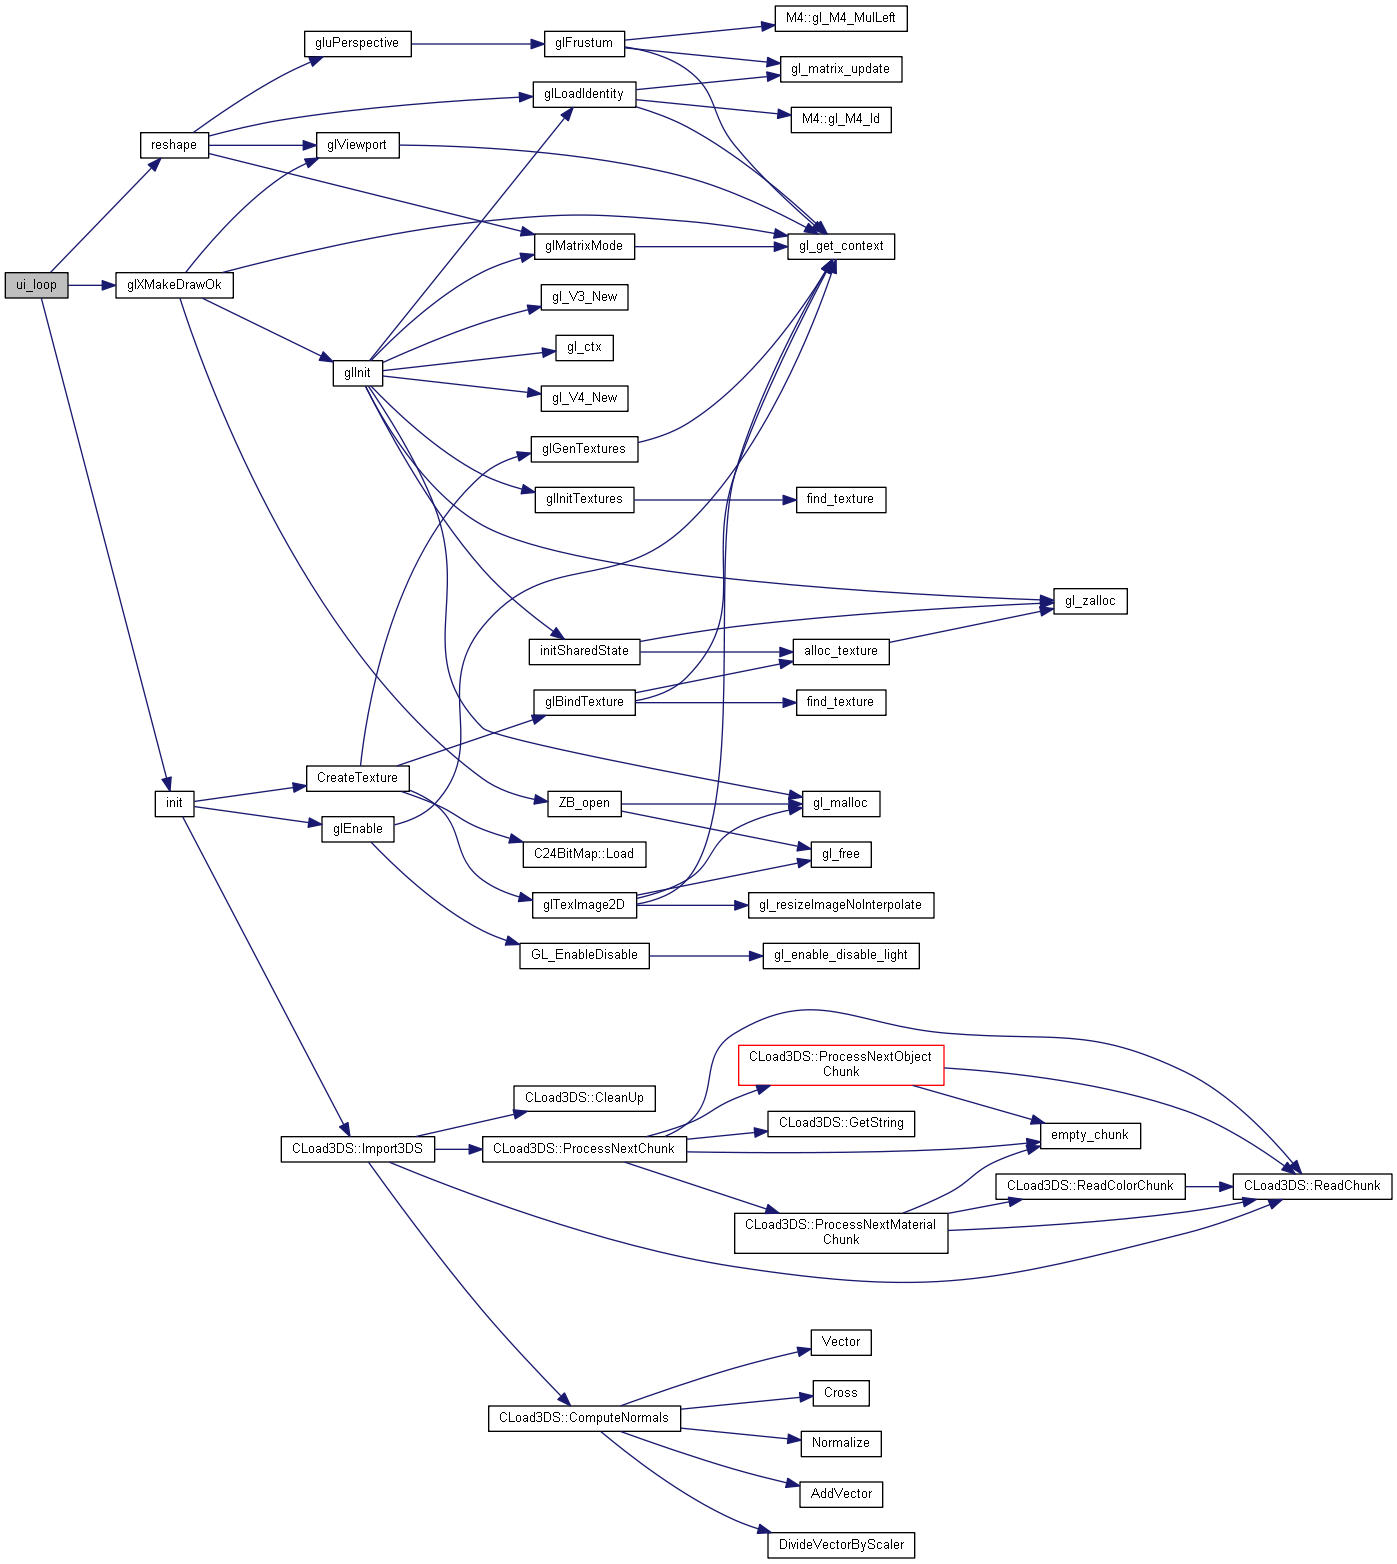 M4::gl_M4_MulLeft
gluPerspective
glFrustum
gl_matrix_update
glLoadIdentity
M4::gl_M4_Id
reshape
glViewport
glMatrixMode
gl_get_context
ui_loop
glXMakeDrawOk
gl_V3_New
gl_ctx
glInit
gl_V4_New
glGenTextures
glInitTextures
find_texture
gl_zalloc
initSharedState
alloc_texture
glBindTexture
find_texture
CreateTexture
init
ZB_open
gl_malloc
glEnable
C24BitMap::Load
gl_free
glTexImage2D
gl_resizeImageNoInterpolate
GL_EnableDisable
gl_enable_disable_light
CLoad3DS::ProcessNextObject
Chunk
CLoad3DS::CleanUp
CLoad3DS::GetString
empty_chunk
CLoad3DS::Import3DS
CLoad3DS::ProcessNextChunk
CLoad3DS::ReadColorChunk
CLoad3DS::ReadChunk
CLoad3DS::ProcessNextMaterial
Chunk
Vector
Cross
CLoad3DS::ComputeNormals
Normalize
AddVector
DivideVectorByScaler